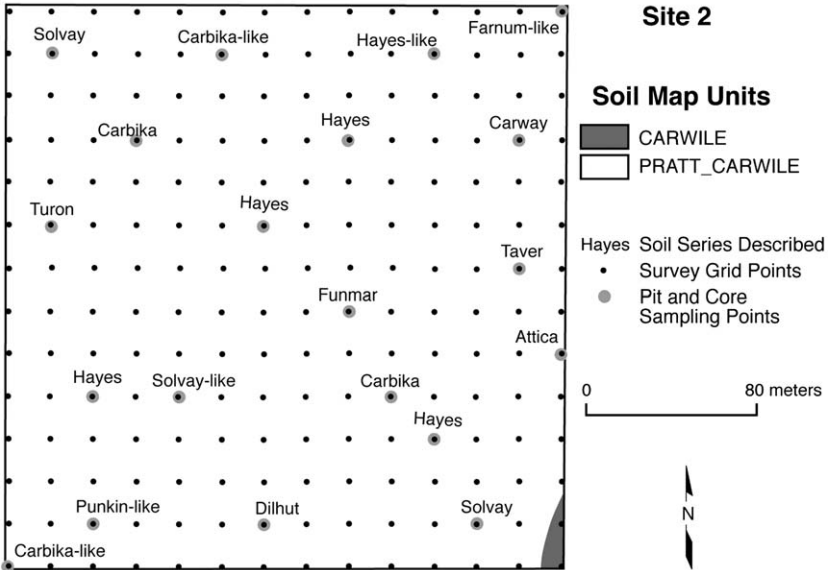 Site 2
Farnum-like
Solvay
Carbika-like
Hayes-like
Carbika
Hayes
Carway
Turon
Hayes
Taver
Funmar
Attica
Hayes
Solvay-like
Carbika
Hayes
Punkin-like
Dilhut
Solvay
Carbika-like
Soil Map Units
CARWILE
PRATT_CARWILE
Hayes Soil Series Described
Survey Grid Points
Pit and Core
Sampling Points
0 80 meters
N